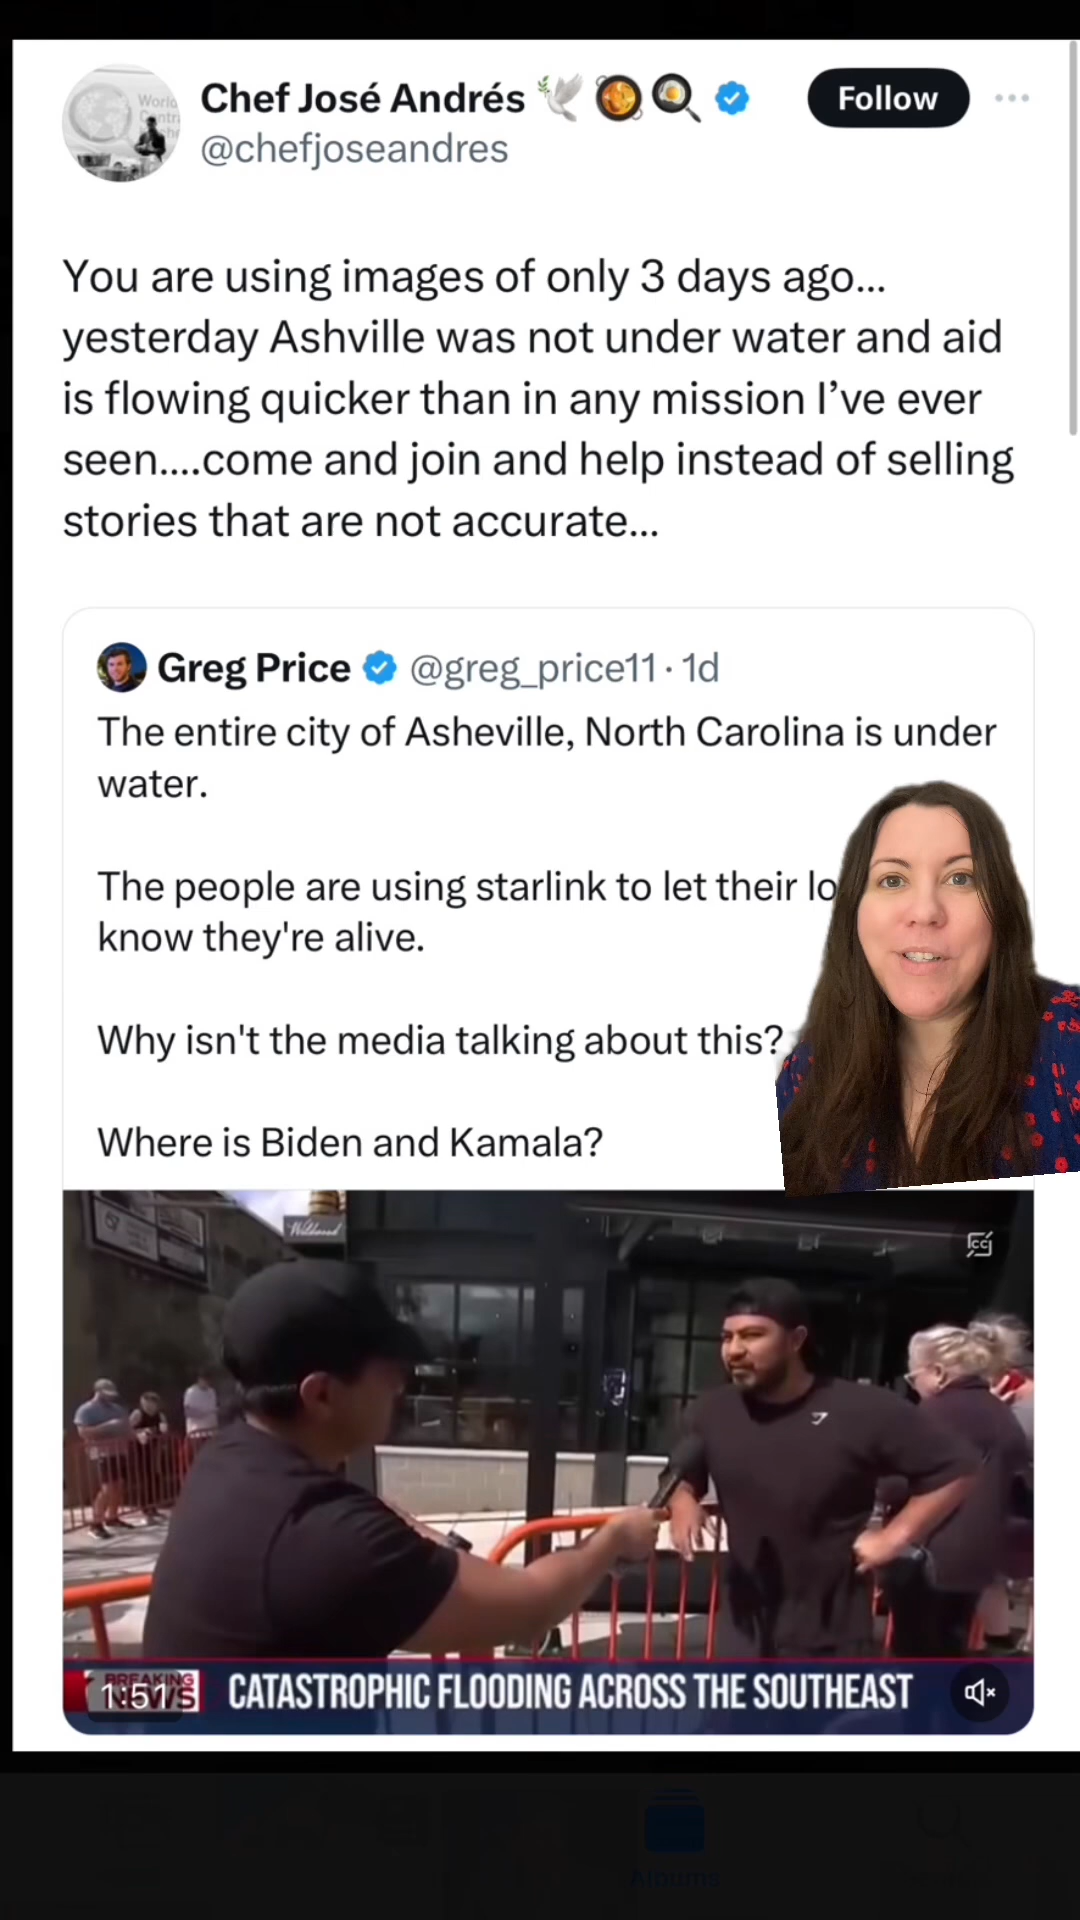 Chef José Andrés 🕊️ 🥘 🍳
Follow
@chefjoseandres
You are using images of only 3 days ago...
yesterday Ashville was not under water and aid
is flowing quicker than in any mission I’ve ever
seen....come and join and help instead of selling
stories that are not accurate...
Greg Price @greg_price11 · 1d
The entire city of Asheville, North Carolina is under
water.
The people are using starlink to let their lo
know they're alive.
Why isn't the media talking about this?
Where is Biden and Kamala?
CC
BREAKING
NEWS
1:51
CATASTROPHIC FLOODING ACROSS THE SOUTHEAST
Albums